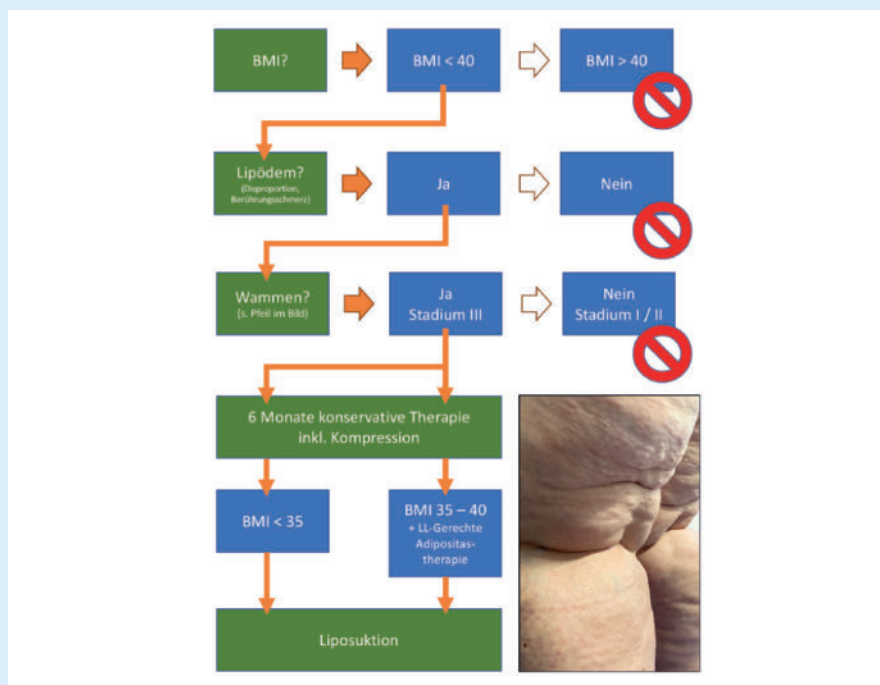 BMI?
BMI < 40
BMI > 40
Lipödem?
(Disproportion,
Berührungsschmerz)
Ja
Nein
Wammen?
(s. Pfeil im Bild)
Ja
Stadium III
Nein
Stadium I / II
6 Monate konservative Therapie
inkl. Kompression
BMI < 35
BMI 35 – 40
+ LL-Gerechte
Adipositas-
therapie
Liposuktion